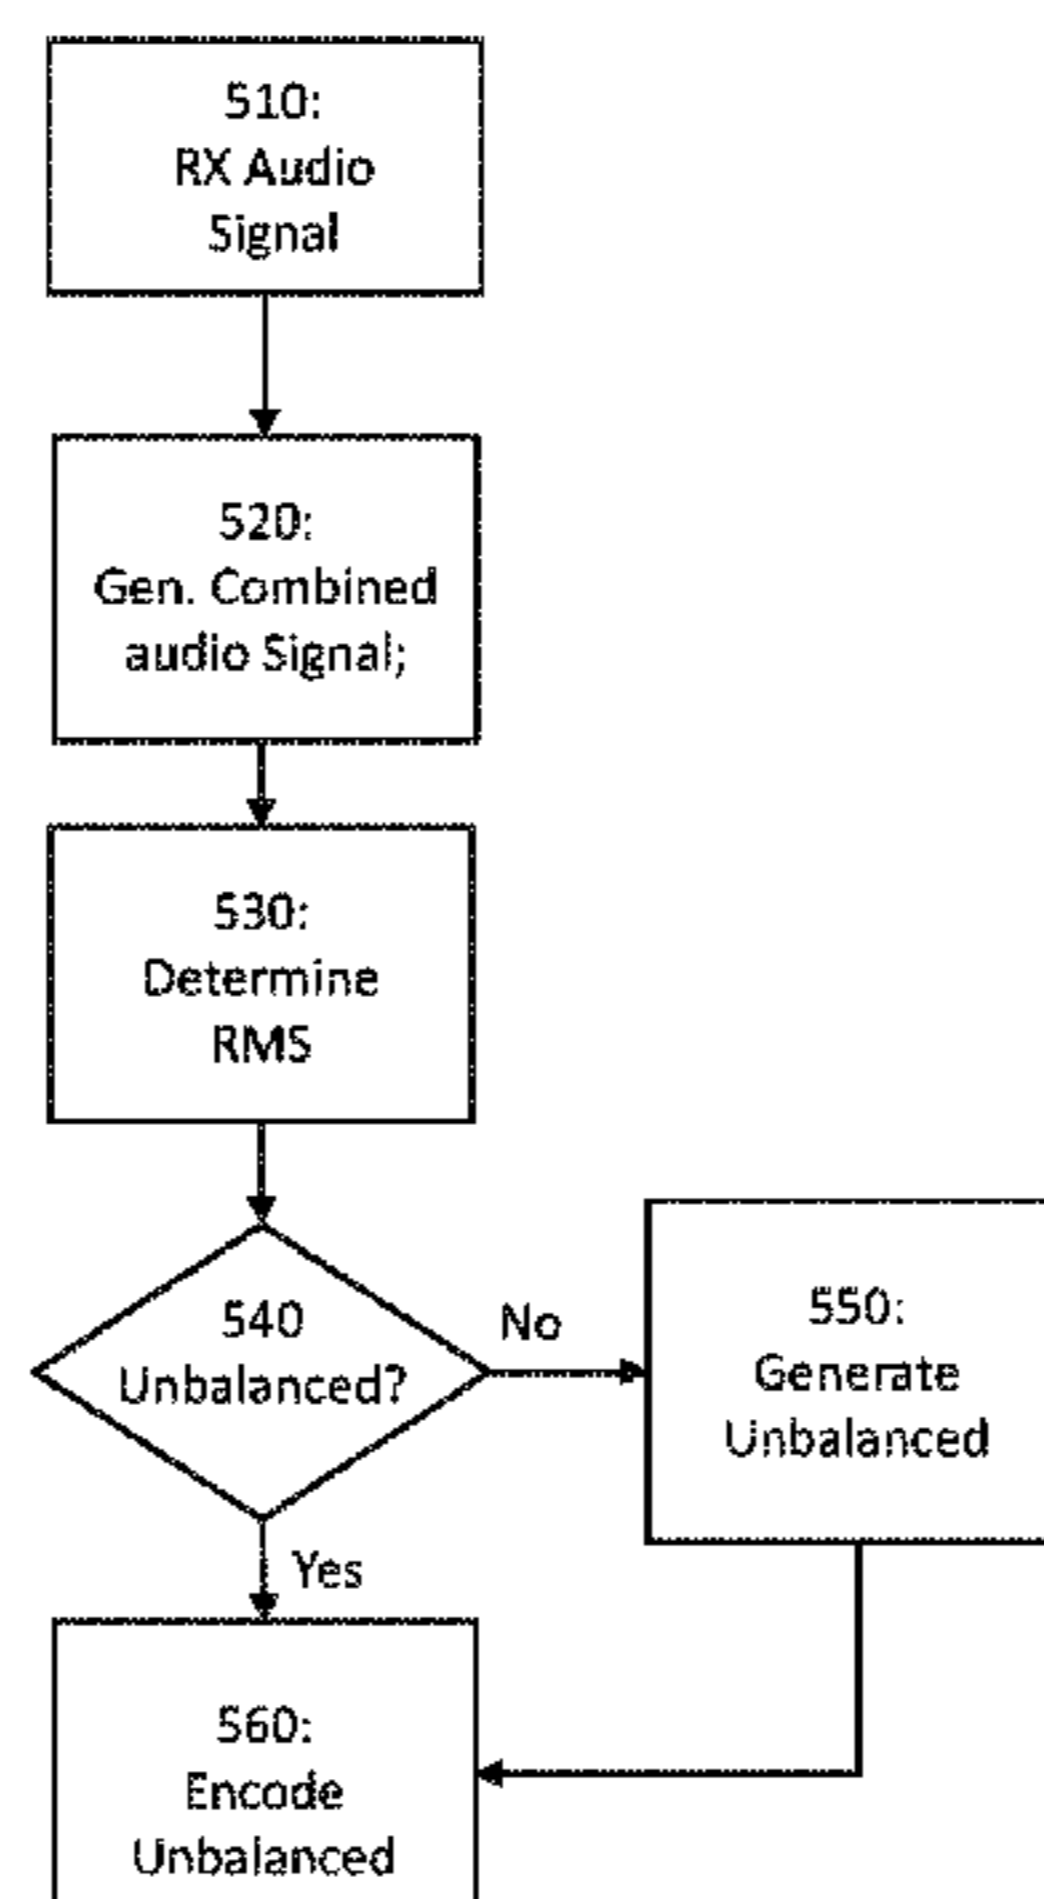 510:
RX Audio
Signal
520:
Gen. Combined
audio Signal;
530:
Determine
RMS
540
Unbalanced?
No
550:
Generate
Unbalanced
Yes
560:
Encode
Unbalanced